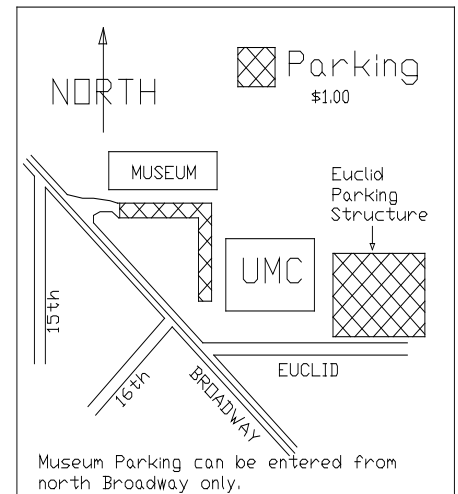 NORTH
Parking
$1.00
MUSEUM
Euclid
Parking
Structure
UMC
15th
16th
BROADWAY
EUCLID
Museum Parking can be entered from
north Broadway only.